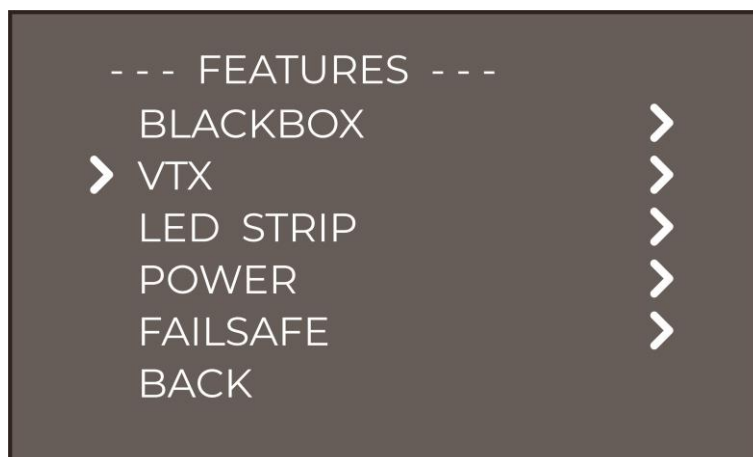 - - - FEATURES - - -
BLACKBOX >
> VTX >
LED STRIP >
POWER >
FAILSAFE >
BACK